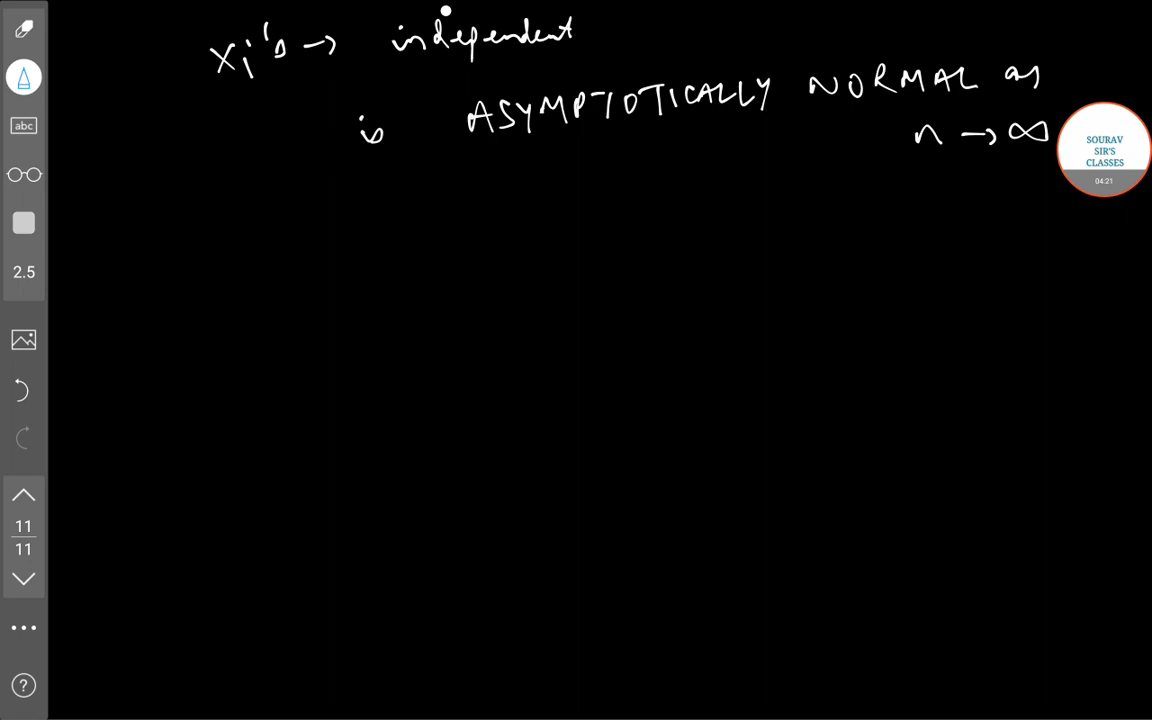 Xi's → independent
is ASYMPTOTICALLY NORMAL as
n → ∞
SOURAV
SIR'S
CLASSES
04:21
abc
2.5
11
11
?